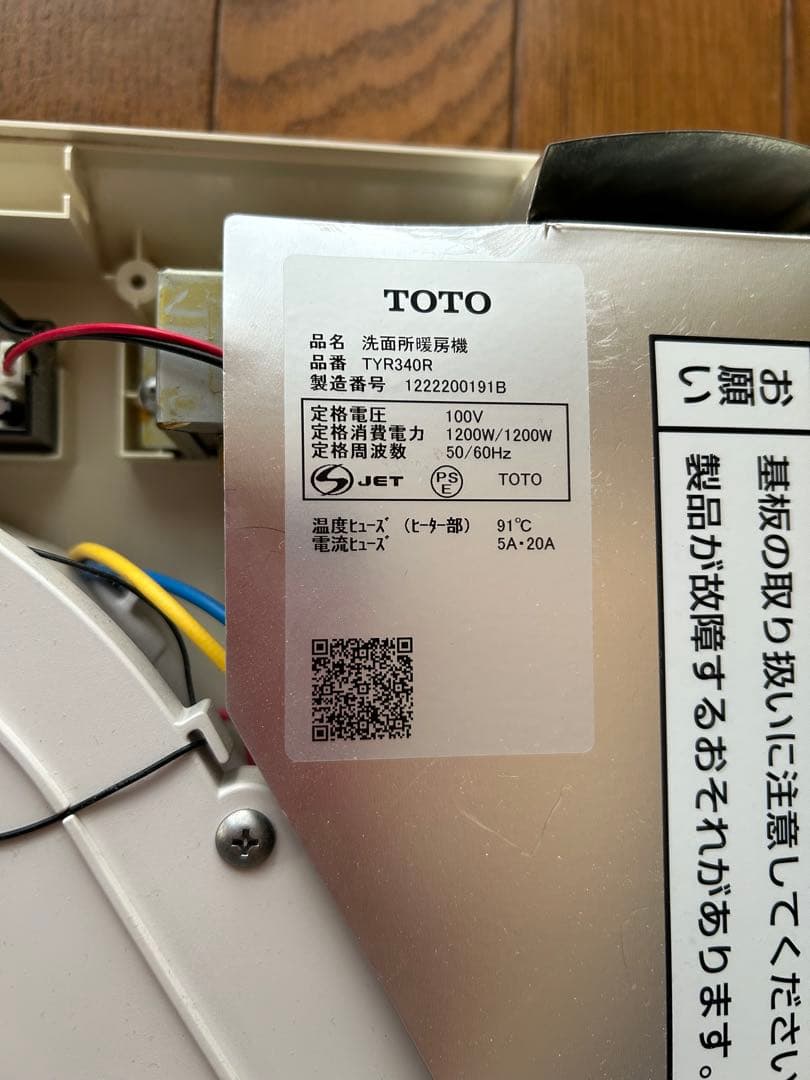 TOTO
品名 洗面所暖房機
品番 TYR340R
製造番号 1222200191B
定格電圧 100V
定格消費電力 1200W/1200W
定格周波数 50/60Hz
JET PSE TOTO
温度ﾋｭｰｽﾞ (ﾋｰﾀｰ部) 91℃
電流ﾋｭｰｽﾞ 5A・20A
お願い
基板の取り扱いに注意してください
製品が故障するおそれがあります。